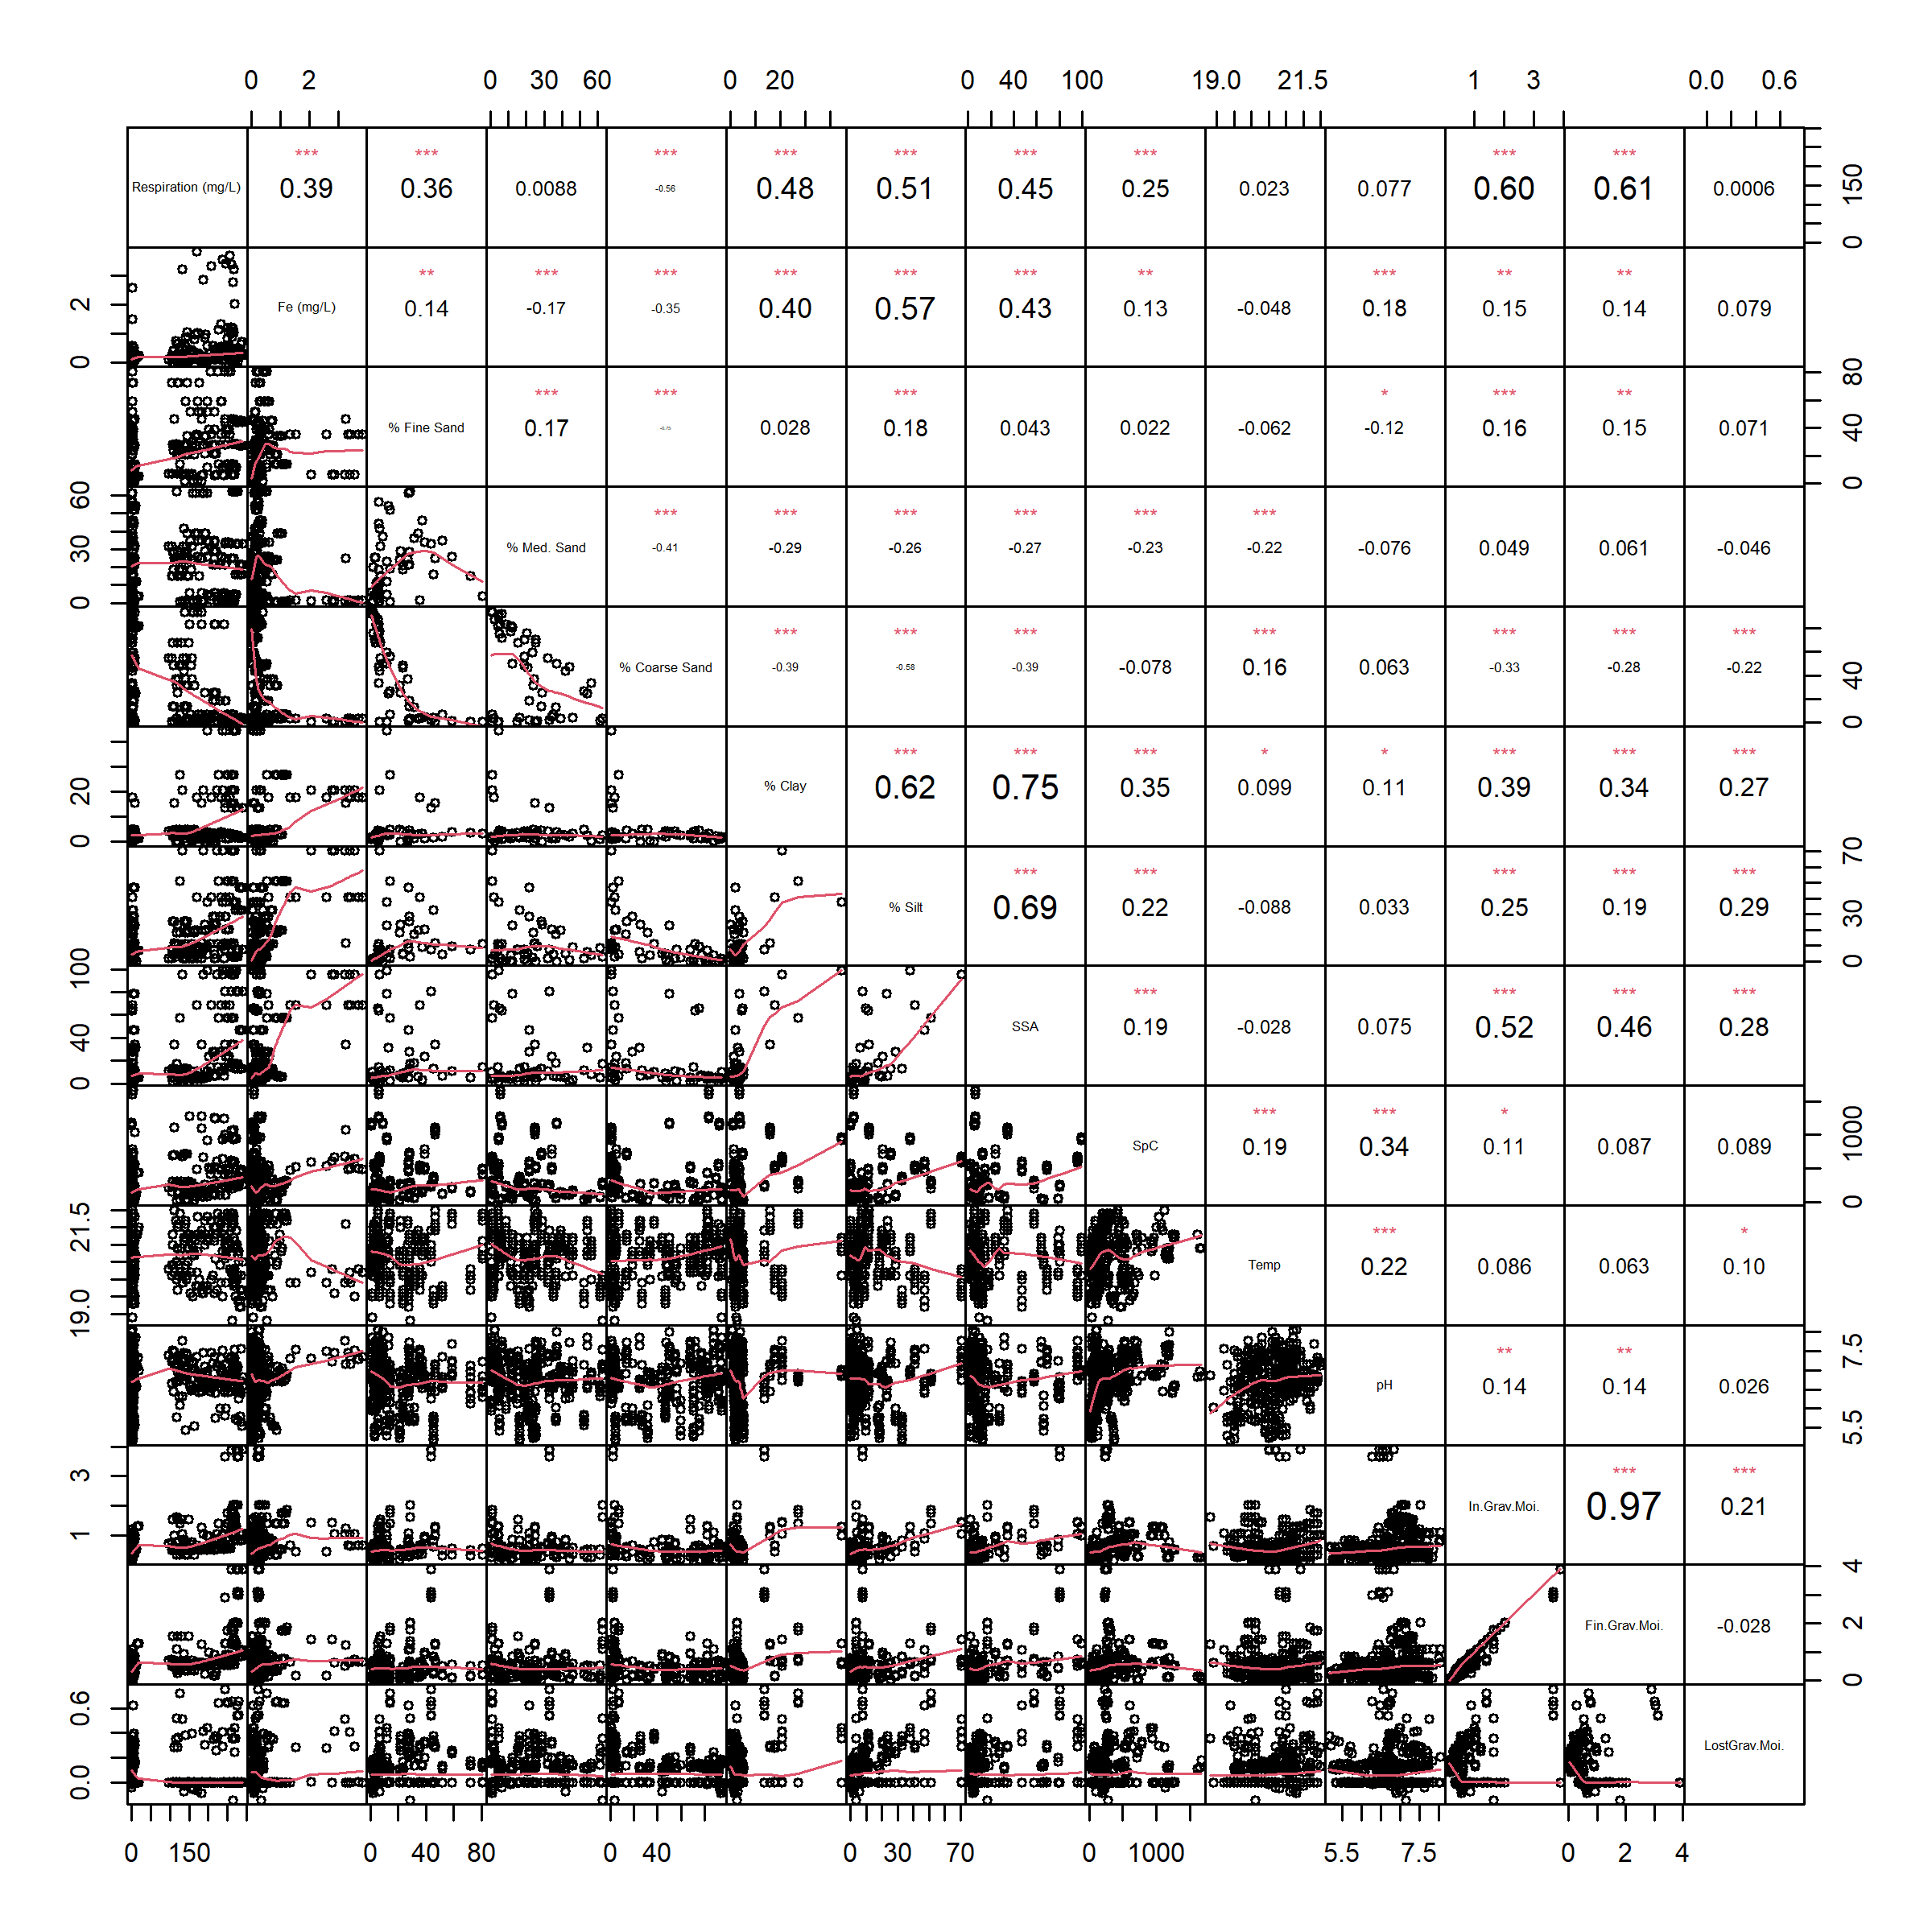 0 2 0 30 60 0 20 0 40 100 19.0 21.5 1 3 0.0 0.6
*** *** *** *** *** *** *** *** *** ***
Respiration (mg/L) 0.39 0.36 0.0088 -0.56 0.48 0.51 0.45 0.25 0.023 0.077 0.60 0.61 0.0006 0 150
** *** *** *** *** *** ** *** ** **
0 2 Fe (mg/L) 0.14 -0.17 -0.35 0.40 0.57 0.43 0.13 -0.048 0.18 0.15 0.14 0.079
*** *** *** * *** **
% Fine Sand 0.17 0.028 0.18 0.043 0.022 -0.062 -0.12 0.16 0.15 0.071 0 40 80
*** *** *** *** *** ***
0 30 60 % Med. Sand -0.41 -0.29 -0.26 -0.27 -0.23 -0.22 -0.076 0.049 0.061 -0.046
*** *** *** *** *** *** ***
% Coarse Sand -0.39 -0.58 -0.39 -0.078 0.16 0.063 -0.33 -0.28 -0.22 0 40
*** *** *** * * *** *** ***
0 20 % Clay 0.62 0.75 0.35 0.099 0.11 0.39 0.34 0.27
*** *** *** *** ***
% Silt 0.69 0.22 -0.088 0.033 0.25 0.19 0.29 0 30 70
*** *** *** ***
0 40 100 SSA 0.19 -0.028 0.075 0.52 0.46 0.28
*** *** *
SpC 0.19 0.34 0.11 0.087 0.089 0 1000
*** *
19.0 21.5 Temp 0.22 0.086 0.063 0.10
** **
pH 0.14 0.14 0.026 5.5 7.5
*** ***
1 3 In.Grav.Moi. 0.97 0.21
Fin.Grav.Moi. -0.028 0 2 4
0.0 0.6 LostGrav.Moi.
0 150 0 40 80 0 40 0 30 70 0 1000 5.5 7.5 0 2 4